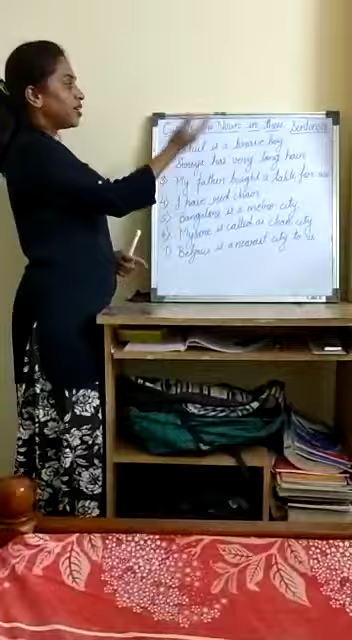 Noun in these Sentences
is a brave boy
has very long hair
3) My father bought a table for me
4) I have red chair
5) Bangalore is a metro city
6) Mysore is called as clean city
7) is a nearest city to us